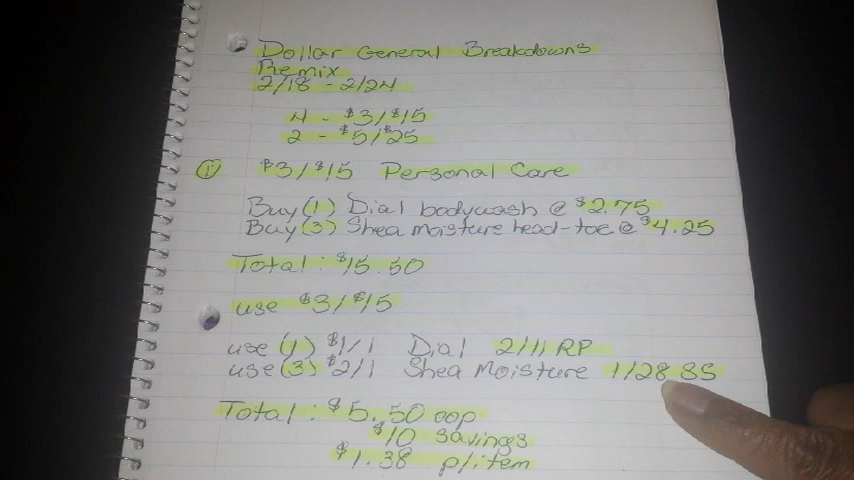 Dollar General Breakdowns
Remix
2/18 - 2/24
4 - $3/$15
2 - $5/$25
① $3/$15 Personal Care
Buy (1) Dial bodywash @ $2.75
Buy (3) Shea moisture head-toe @ $4.25
Total: $15.50
use $3/$15
use (1) $1/1 Dial 2/11 RP
use (3) $2/1 Shea Moisture 1/28 SS
Total: $5.50 oop
$10 savings
$1.38 p/item